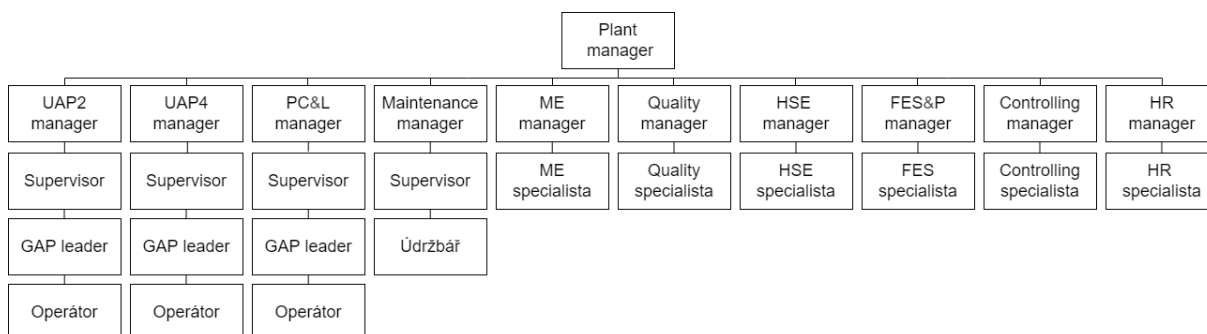 Plant
manager
UAP2
manager
UAP4
manager
PC&L
manager
Maintenance
manager
ME
manager
Quality
manager
HSE
manager
FES&P
manager
Controlling
manager
HR
manager
Supervisor
Supervisor
Supervisor
Supervisor
ME
specialista
Quality
specialista
HSE
specialista
FES
specialista
Controlling
specialista
HR
specialista
GAP leader
GAP leader
GAP leader
Údržbář
Operátor
Operátor
Operátor